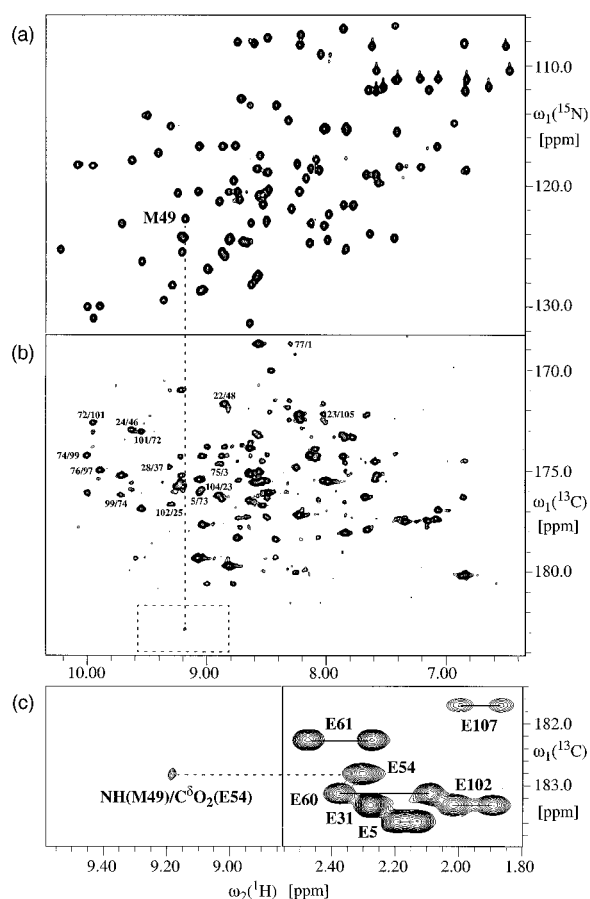 (a)
110.0
ω₁(¹⁵N)
[ppm]
120.0
M49
130.0
(b)
77/1
170.0
22/48
72/101
24/46
23/105
101/72
74/99
28/37
75/3
76/97
175.0
104/23
ω₁(¹³C)
99/74
5/73
[ppm]
102/25
180.0
10.00 9.00 8.00 7.00
(c)
E107
182.0
E61
ω₁(¹³C)
E54
E102
183.0
NH(M49)/CᵟO₂(E54)
E60
[ppm]
E31
E5
9.40 9.20 9.00 2.40 2.20 2.00 1.80
ω₂(¹H) [ppm]